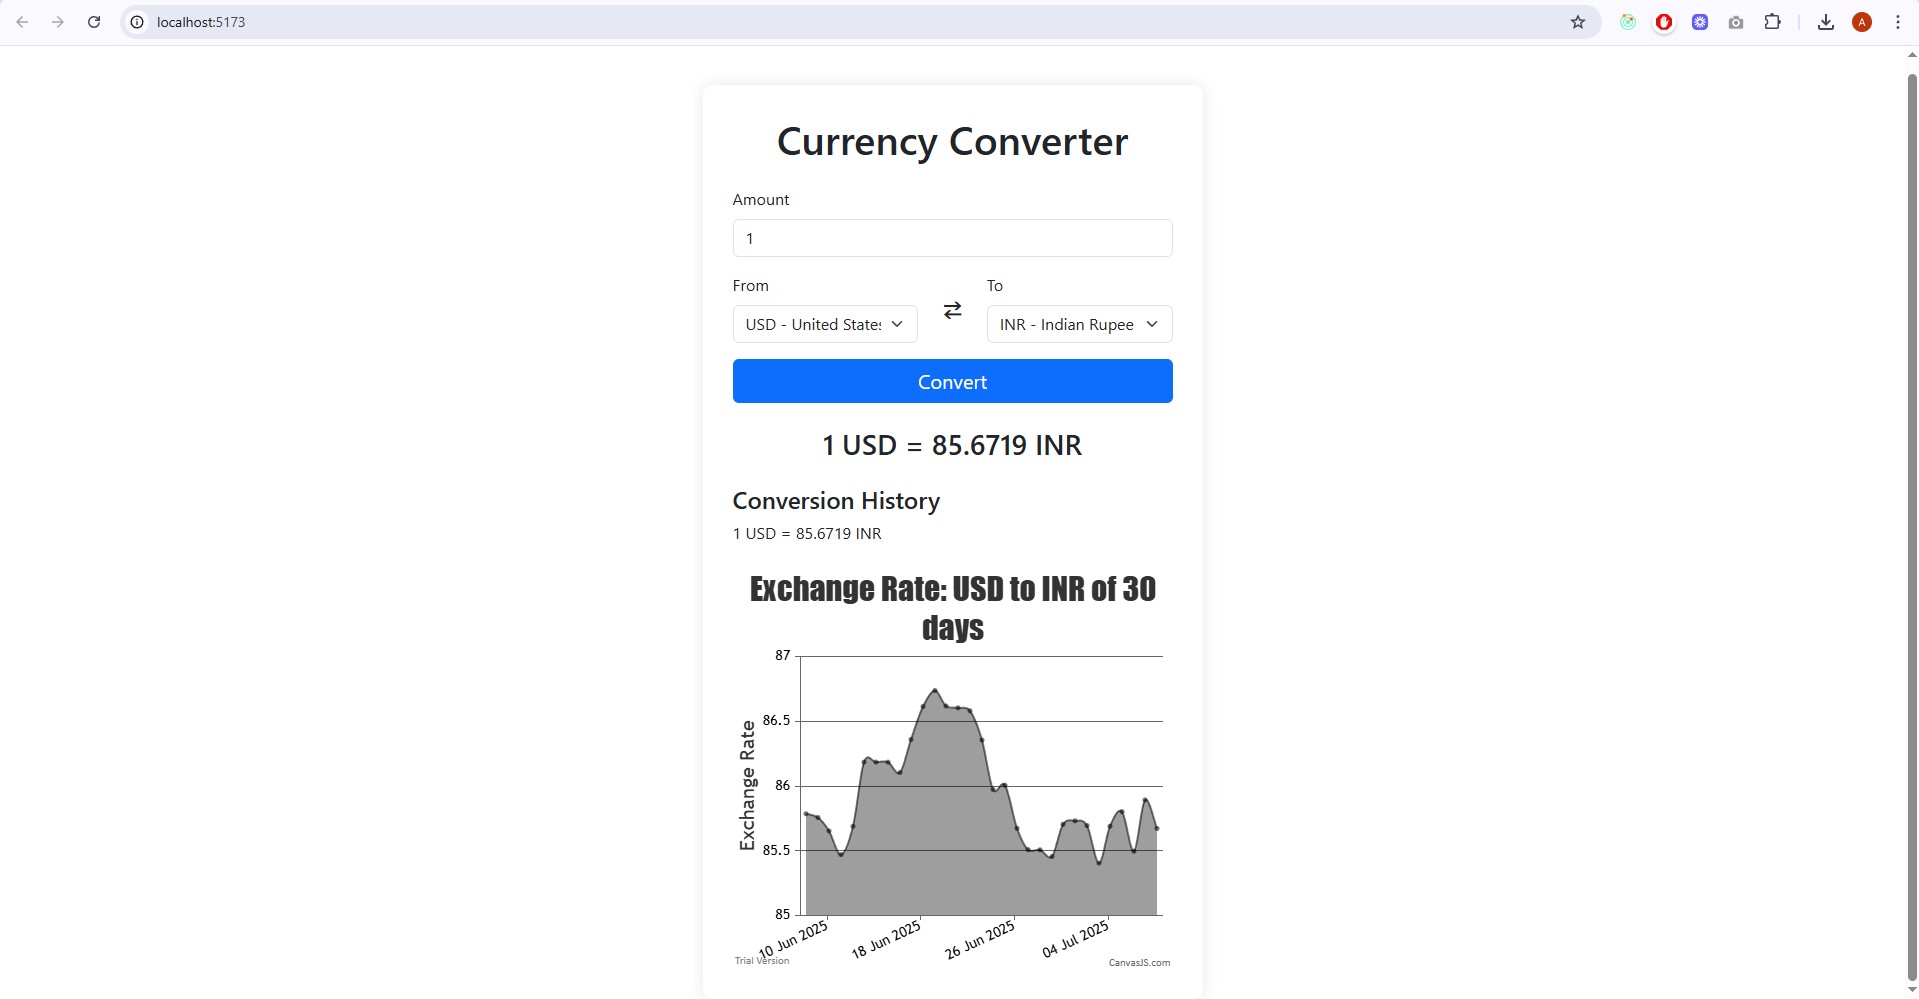 localhost:5173
A
Currency Converter
Amount
1
From
To
USD - United States
INR - Indian Rupee
Convert
1 USD = 85.6719 INR
Conversion History
1 USD = 85.6719 INR
Exchange Rate: USD to INR of 30
days
Exchange Rate
87
86.5
86
85.5
85
10 Jun 2025
18 Jun 2025
26 Jun 2025
04 Jul 2025
Trial Version
CanvasJS.com